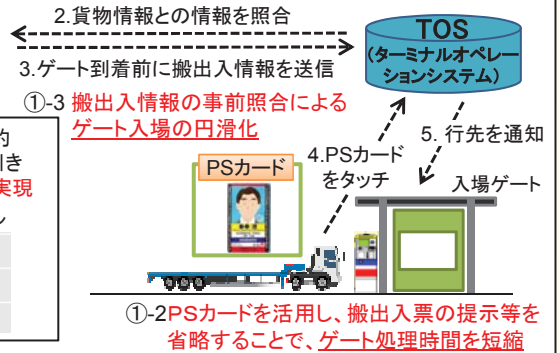 2.貨物情報との情報を照合
3.ゲート到着前に搬出入情報を送信
TOS
(ターミナルオペレー
ションシステム)
①-3 搬出入情報の事前照合による
ゲート入場の円滑化
的
引き
実現
PSカード
4.PSカード
をタッチ
5. 行先を通知
入場ゲート
①-2PSカードを活用し、搬出入票の提示等を
省略することで、ゲート処理時間を短縮